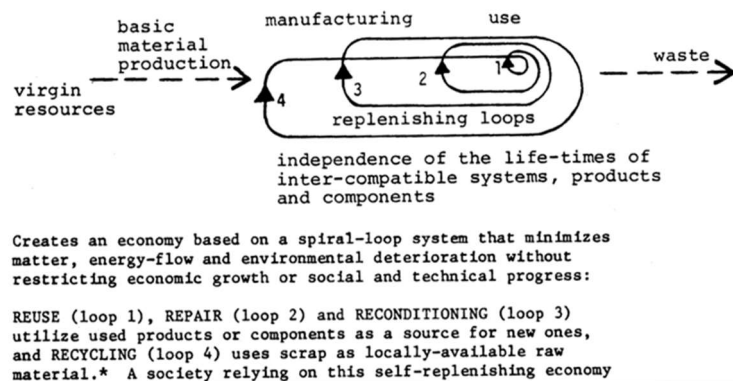 basic
material
production
manufacturing
use
waste
virgin
resources
1
2
3
4
replenishing loops
independence of the life-times of
inter-compatible systems, products
and components
Creates an economy based on a spiral-loop system that minimizes
matter, energy-flow and environmental deterioration without
restricting economic growth or social and technical progress:
REUSE (loop 1), REPAIR (loop 2) and RECONDITIONING (loop 3)
utilize used products or components as a source for new ones,
and RECYCLING (loop 4) uses scrap as locally-available raw
material.* A society relying on this self-replenishing economy